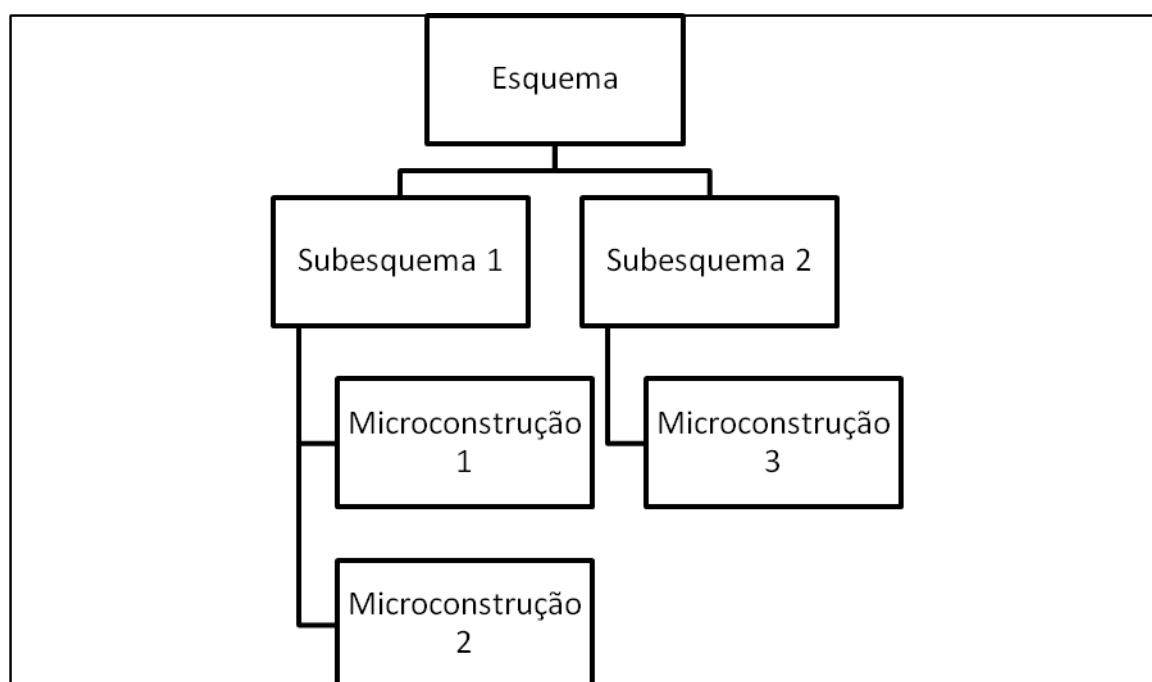 Esquema
Subesquema 1
Subesquema 2
Microconstrução
1
Microconstrução
3
Microconstrução
2